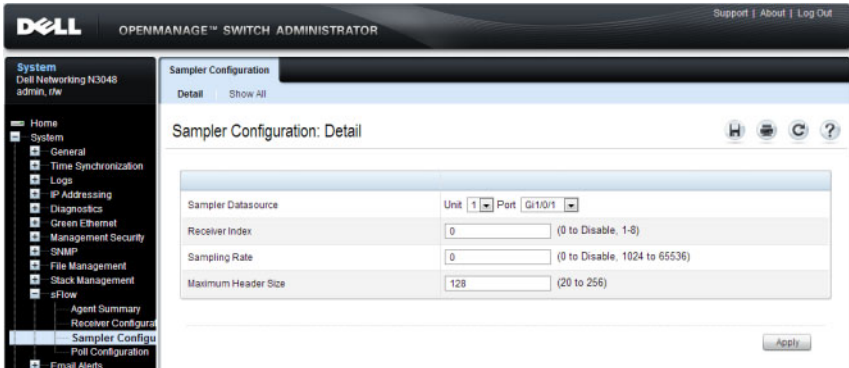 Support | About | Log Out
DELL OPENMANAGE™ SWITCH ADMINISTRATOR
System
Dell Networking N3048
admin, r/w
Home
System
General
Time Synchronization
Logs
IP Addressing
Diagnostics
Green Ethernet
Management Security
SNMP
File Management
Stack Management
sFlow
Agent Summary
Receiver Configurat
Sampler Configu
Poll Configuration
Email Alerts
Sampler Configuration
Detail Show All
Sampler Configuration: Detail
Sampler Datasource Unit 1 Port Gi1/0/1
Receiver Index 0 (0 to Disable, 1-8)
Sampling Rate 0 (0 to Disable, 1024 to 65536)
Maximum Header Size 128 (20 to 256)
Apply